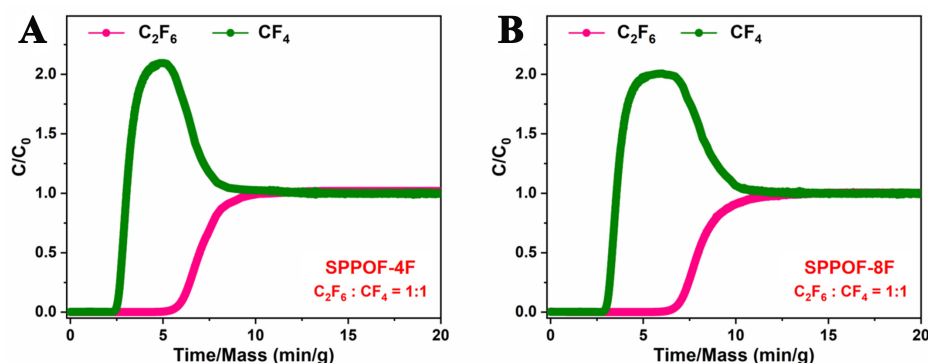 A
C₂F₆ CF₄
2.0
1.5
1.0
0.5
0.0
C/C₀
0 5 10 15 20
Time/Mass (min/g)
SPPOF-4F
C₂F₆ : CF₄ = 1:1
B
C₂F₆ CF₄
2.0
1.5
1.0
0.5
0.0
C/C₀
0 5 10 15 20
Time/Mass (min/g)
SPPOF-8F
C₂F₆ : CF₄ = 1:1